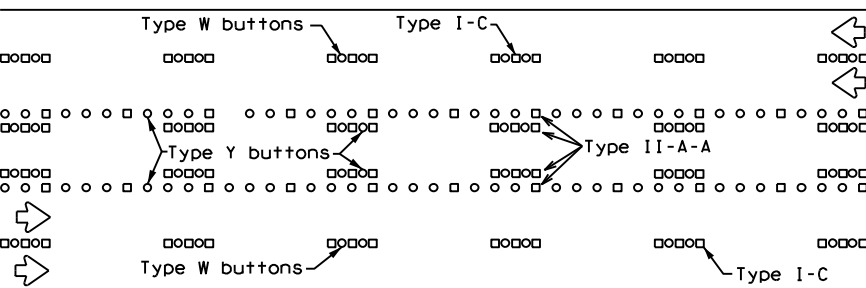 Type W buttons
Type I-C
Type Y buttons
Type II-A-A
Type W buttons
Type I-C